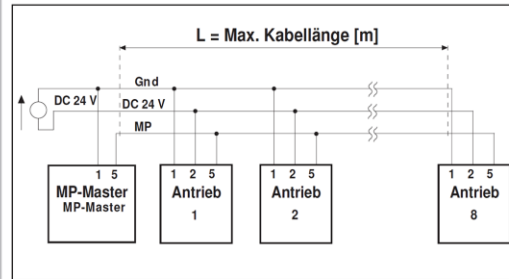 L = Max. Kabellänge [m]
Gnd
DC 24 V
DC 24 V
MP
1 5
1 2 5
1 2 5
1 2 5
MP-Master
MP-Master
Antrieb
1
Antrieb
2
Antrieb
8